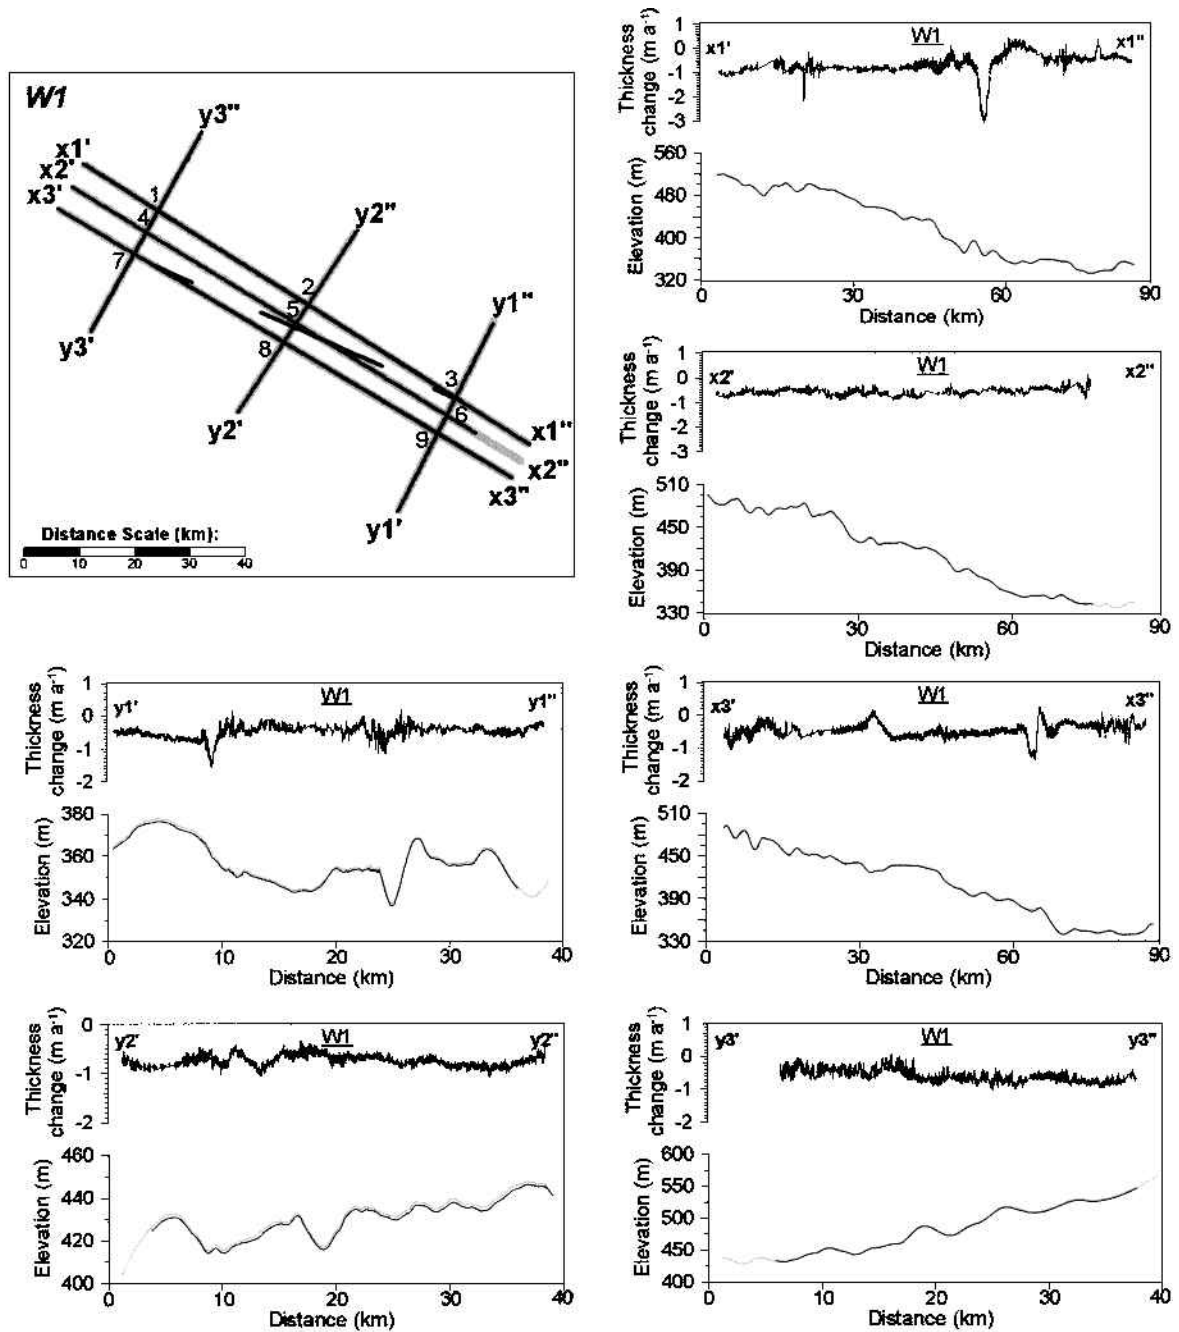 W1
y3"
x1'
x2'
x3'
1
4
7
y3'
y2"
2
5
8
y2'
y1"
3
6
9
x1"
x2"
x3"
y1'
Distance Scale (km):
0 10 20 30 40
Thickness change (m a⁻¹)
1
0
-1
-2
-3
x1'
W1
x1"
Elevation (m)
560
480
400
320
0 30 60 90
Distance (km)
Thickness change (m a⁻¹)
1
0
-1
-2
-3
x2'
W1
x2"
Elevation (m)
510
450
390
330
0 30 60 90
Distance (km)
Thickness change (m a⁻¹)
1
0
-1
-2
y1'
W1
y1"
Elevation (m)
380
360
340
320
0 10 20 30 40
Distance (km)
Thickness change (m a⁻¹)
1
0
-1
-2
x3'
W1
x3"
Elevation (m)
510
450
390
330
0 30 60 90
Distance (km)
Thickness change (m a⁻¹)
0
-1
-2
y2'
W1
y2"
Elevation (m)
460
440
420
400
0 10 20 30 40
Distance (km)
Thickness change (m a⁻¹)
1
0
-1
-2
y3'
W1
y3"
Elevation (m)
600
550
500
450
400
0 10 20 30 40
Distance (km)